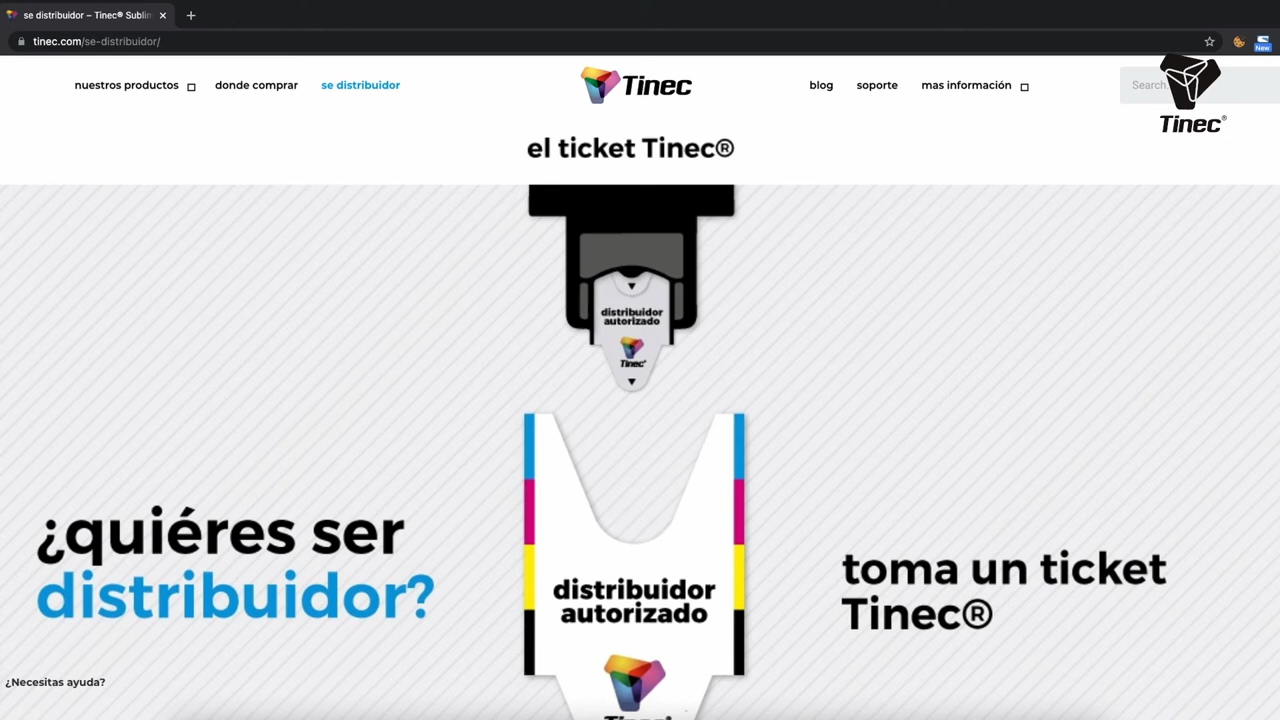 se distribuidor – Tinec® Sublin
tinec.com/se-distribuidor/
New
nuestros productos
donde comprar
se distribuidor
Tinec
blog
soporte
mas información
Search.
Tinec®
el ticket Tinec®
distribuidor
autorizado
Tinec®
¿quiéres ser
distribuidor?
distribuidor
autorizado
toma un ticket
Tinec®
¿Necesitas ayuda?